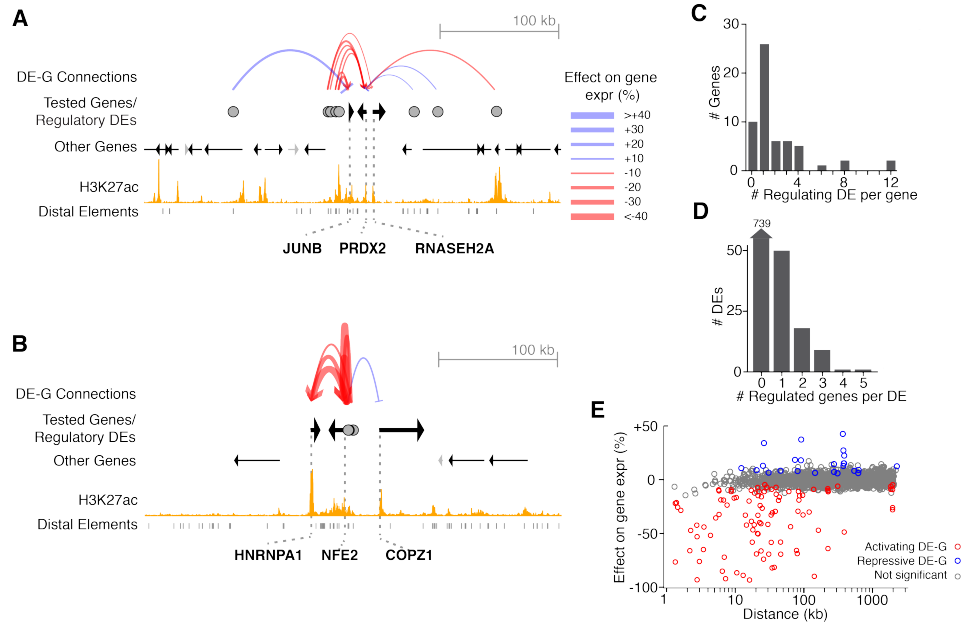 A
100 kb
DE-G Connections
Tested Genes/
Regulatory DEs
Other Genes
H3K27ac
Distal Elements
JUNB PRDX2 RNASEH2A
Effect on gene
expr (%)
>+40
+30
+20
+10
-10
-20
-30
<-40
B
100 kb
DE-G Connections
Tested Genes/
Regulatory DEs
Other Genes
H3K27ac
Distal Elements
HNRNPA1 NFE2 COPZ1
C
# Genes
30
20
10
0
0 4 8 12
# Regulating DE per gene
D
739
# DEs
50
25
0
0 1 2 3 4 5
# Regulated genes per DE
E
Effect on gene expr (%)
+50
0
-50
-100
Activating DE-G
Repressive DE-G
Not significant
1 10 100 1000
Distance (kb)